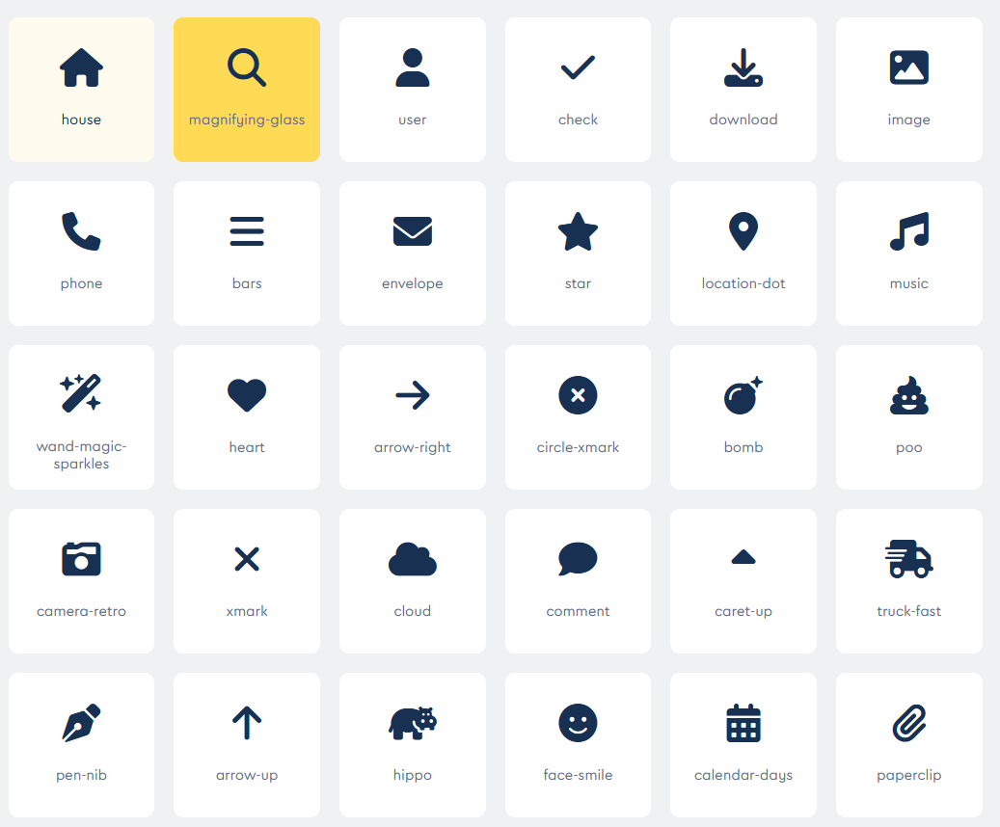 house
magnifying-glass
user
check
download
image
phone
bars
envelope
star
location-dot
music
wand-magic-
sparkles
heart
arrow-right
circle-xmark
bomb
poo
camera-retro
xmark
cloud
comment
caret-up
truck-fast
pen-nib
arrow-up
hippo
face-smile
calendar-days
paperclip